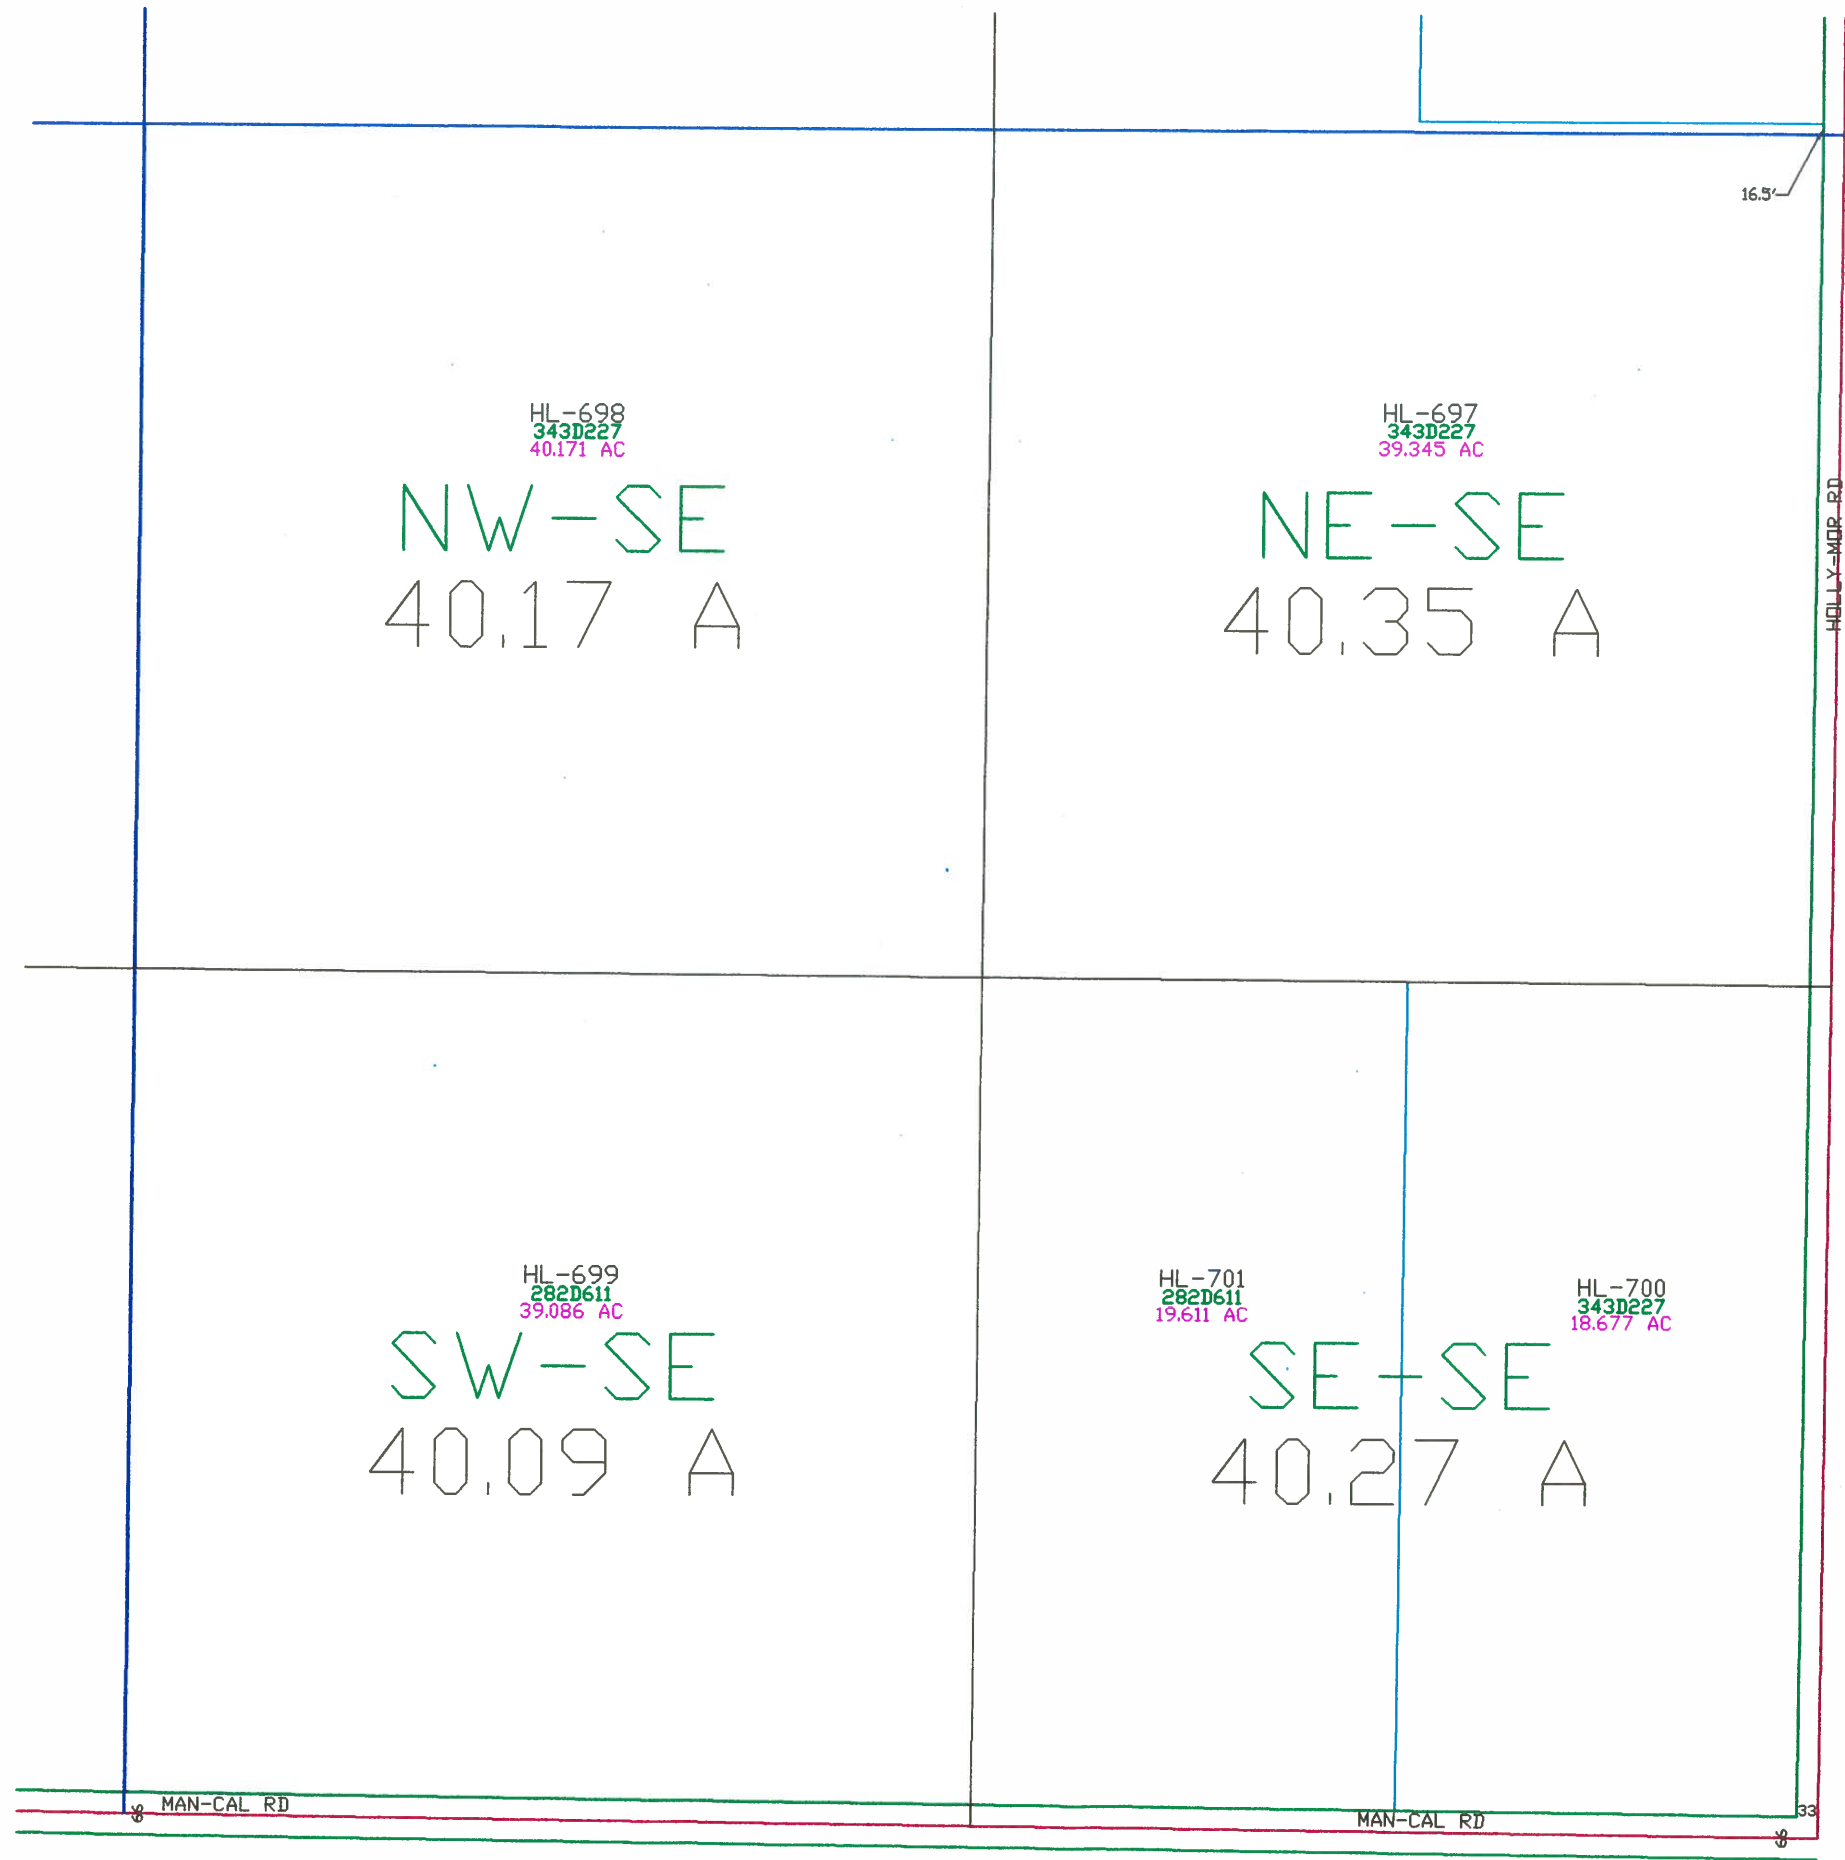 16.5'
HL-698
343D227
40.171 AC
NW-SE
40.17 A
HL-697
343D227
39.345 AC
NE-SE
40.35 A
HOLLY-MOR RD
HL-699
282D611
39.086 AC
SW-SE
40.09 A
HL-701
282D611
19.611 AC
HL-700
343D227
18.677 AC
SE-SE
40.27 A
66
MAN-CAL RD
MAN-CAL RD
33
66